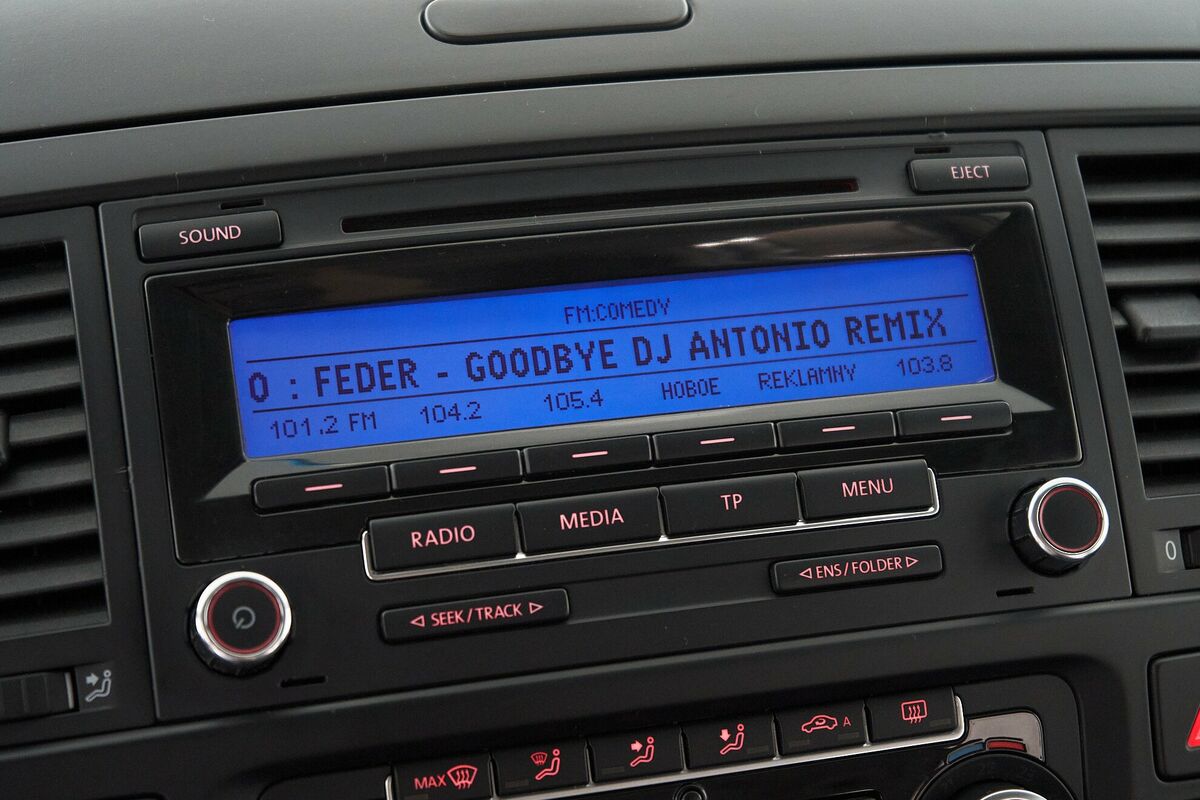 EJECT
SOUND
FM:COMEDY
0 : FEDER - GOODBYE DJ ANTONIO REMIX
101.2 FM 104.2 105.4 НОВОЕ REKLAMNY 103.8
RADIO MEDIA TP MENU
SEEK/TRACK ENS/FOLDER
0
MAX A